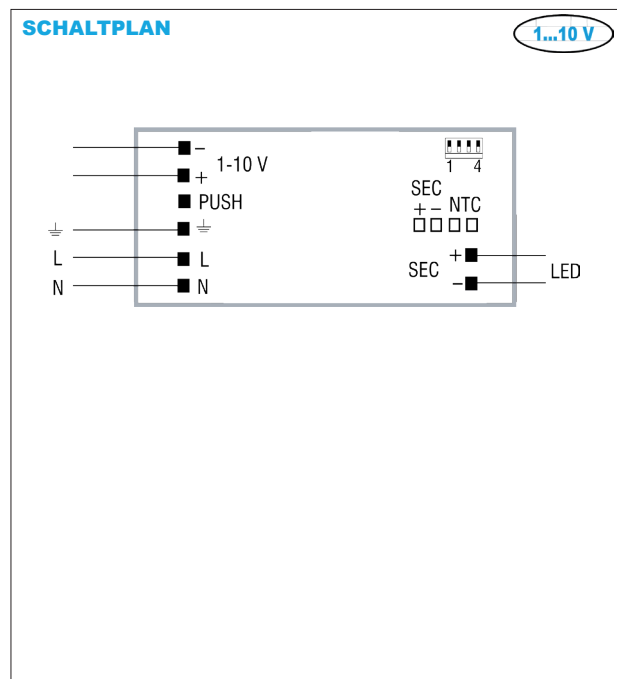 SCHALTPLAN
1...10 V
−
1-10 V
+
PUSH
L L
N N
1 4
SEC
+ − NTC
+
SEC
−
LED